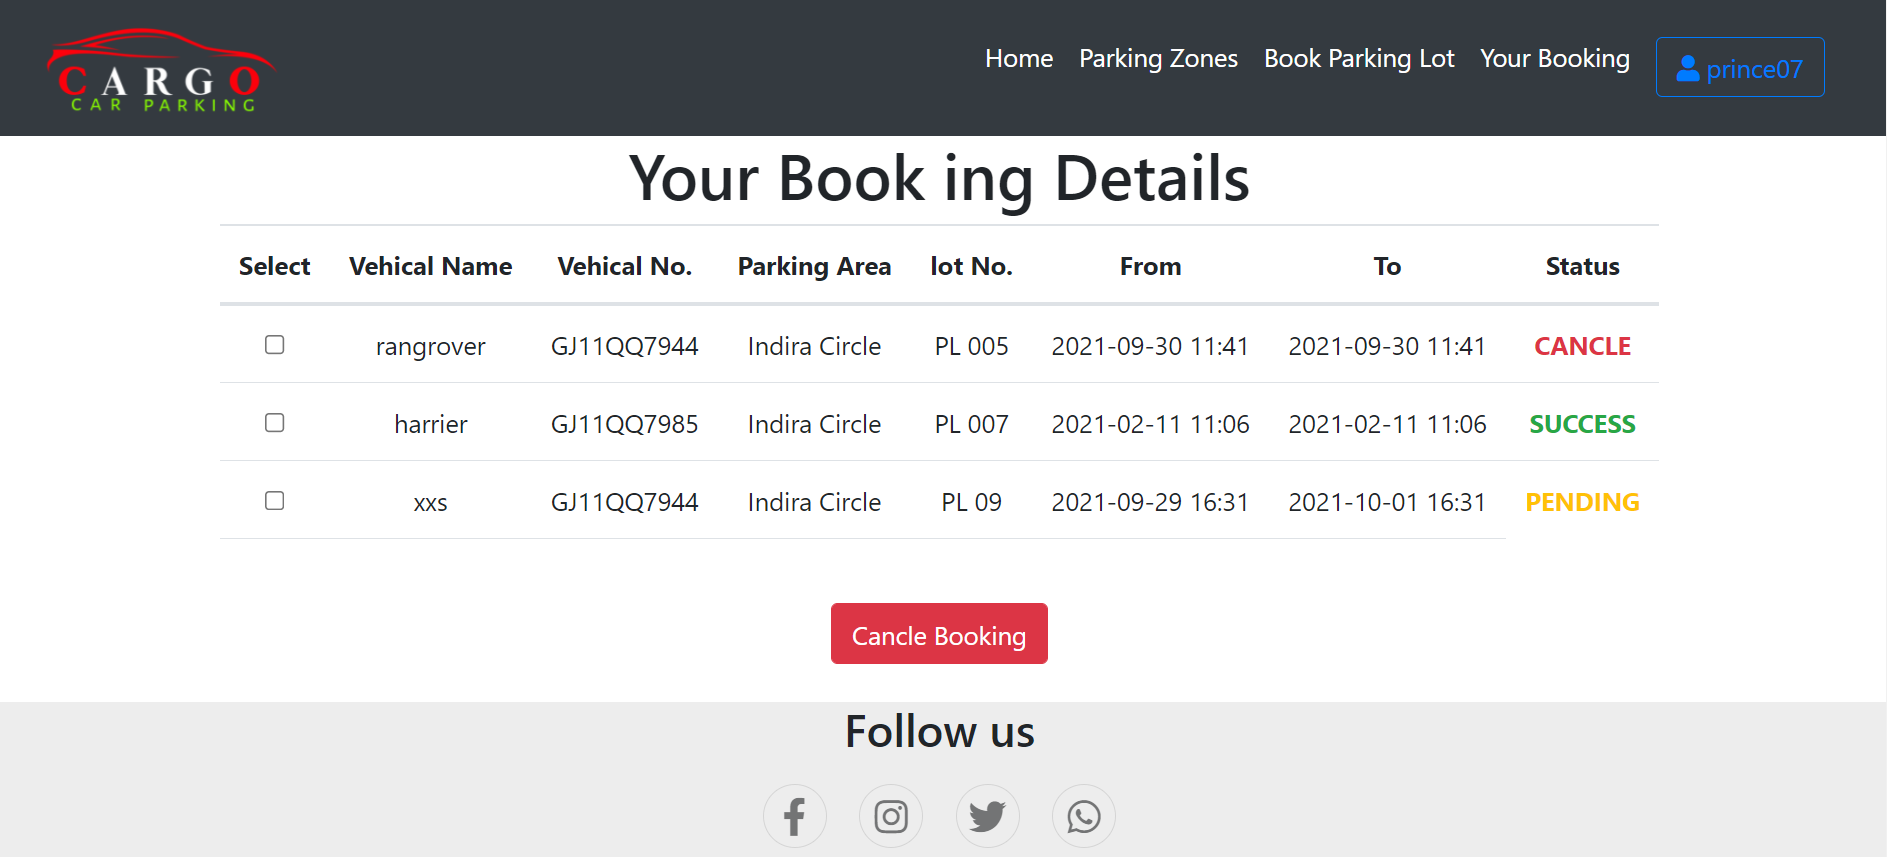 CARGO
CAR PARKING
Home Parking Zones Book Parking Lot Your Booking prince07
Your Book ing Details
Select Vehical Name Vehical No. Parking Area lot No. From To Status
rangrover GJ11QQ7944 Indira Circle PL 005 2021-09-30 11:41 2021-09-30 11:41 CANCLE
harrier GJ11QQ7985 Indira Circle PL 007 2021-02-11 11:06 2021-02-11 11:06 SUCCESS
xxs GJ11QQ7944 Indira Circle PL 09 2021-09-29 16:31 2021-10-01 16:31 PENDING
Cancle Booking
Follow us